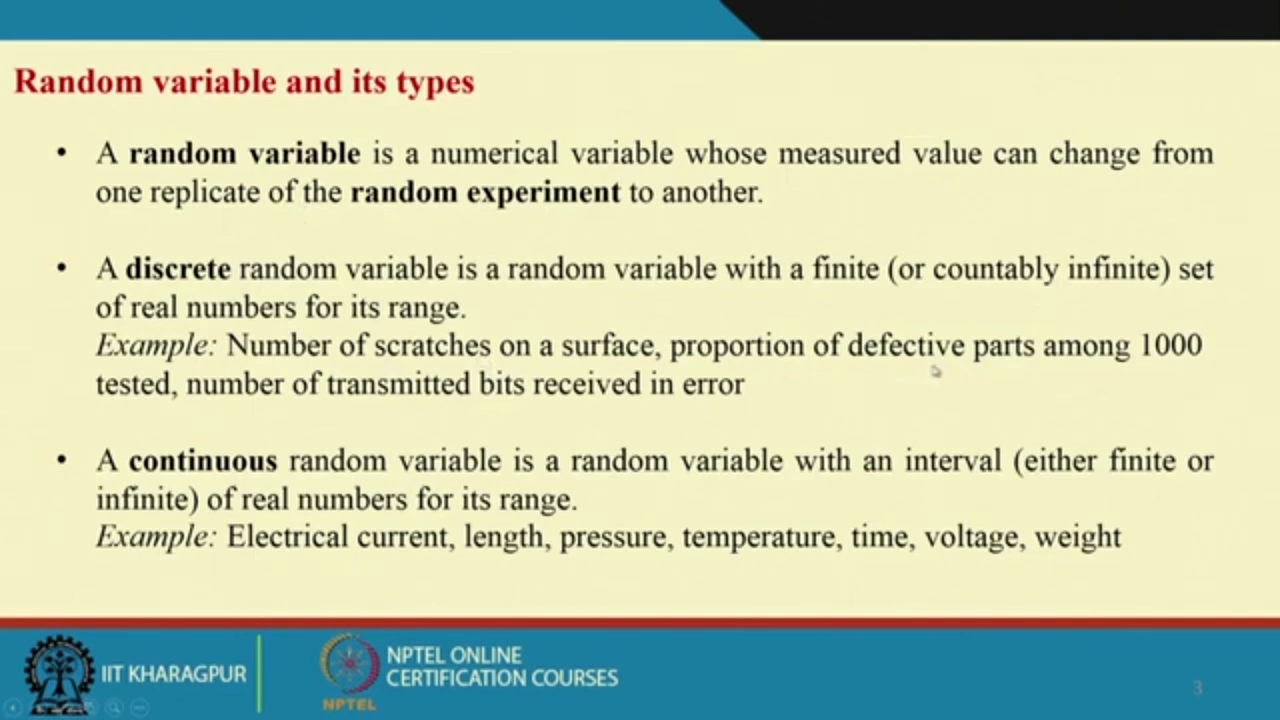 Random variable and its types
• A random variable is a numerical variable whose measured value can change from
one replicate of the random experiment to another.
• A discrete random variable is a random variable with a finite (or countably infinite) set
of real numbers for its range.
Example: Number of scratches on a surface, proportion of defective parts among 1000
tested, number of transmitted bits received in error
• A continuous random variable is a random variable with an interval (either finite or
infinite) of real numbers for its range.
Example: Electrical current, length, pressure, temperature, time, voltage, weight
IIT KHARAGPUR
NPTEL
NPTEL ONLINE
CERTIFICATION COURSES
3